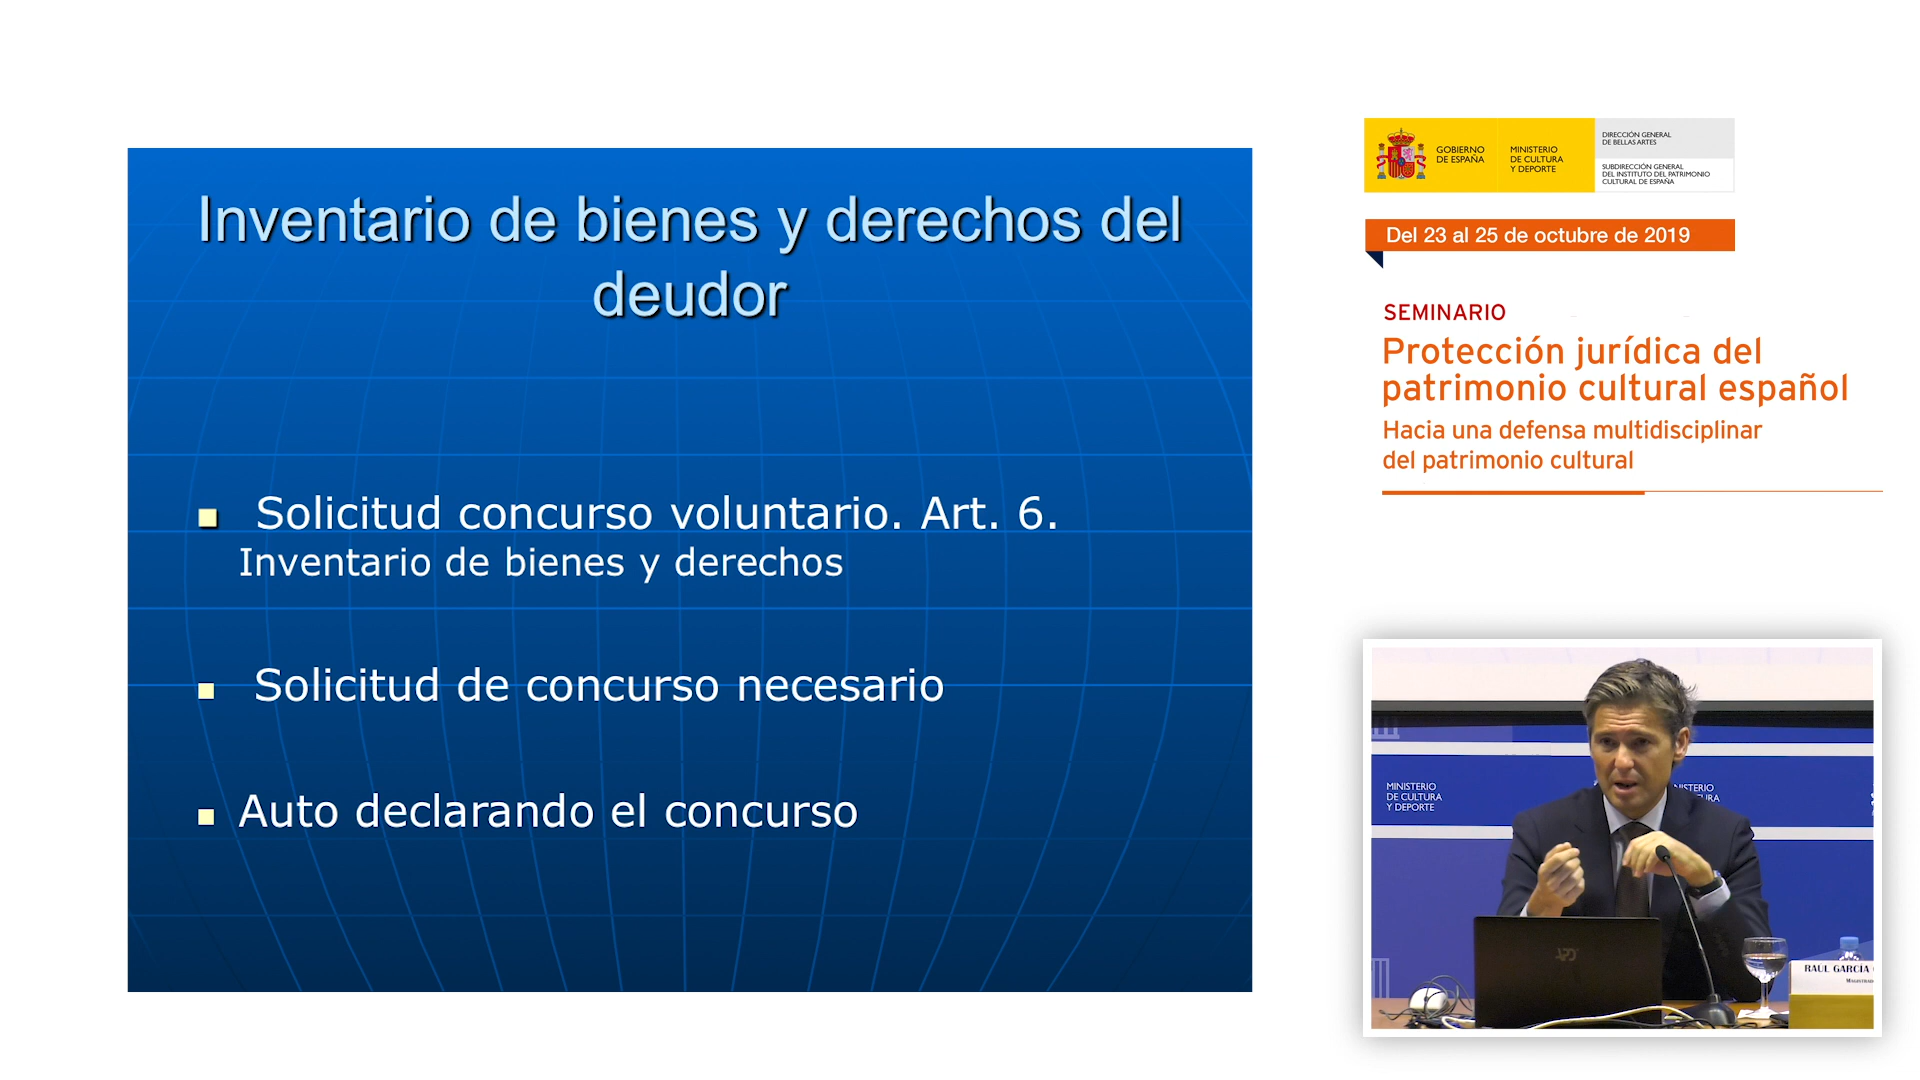 Inventario de bienes y derechos del
deudor
Solicitud concurso voluntario. Art. 6.
Inventario de bienes y derechos
Solicitud de concurso necesario
Auto declarando el concurso
GOBIERNO
DE ESPAÑA
MINISTERIO
DE CULTURA
Y DEPORTE
DIRECCIÓN GENERAL
DE BELLAS ARTES
SUBDIRECCIÓN GENERAL
DEL INSTITUTO DEL PATRIMONIO
CULTURAL DE ESPAÑA
Del 23 al 25 de octubre de 2019
SEMINARIO
Protección jurídica del
patrimonio cultural español
Hacia una defensa multidisciplinar
del patrimonio cultural
MINISTERIO
DE CULTURA
Y DEPORTE
RAÚL GARCÍA